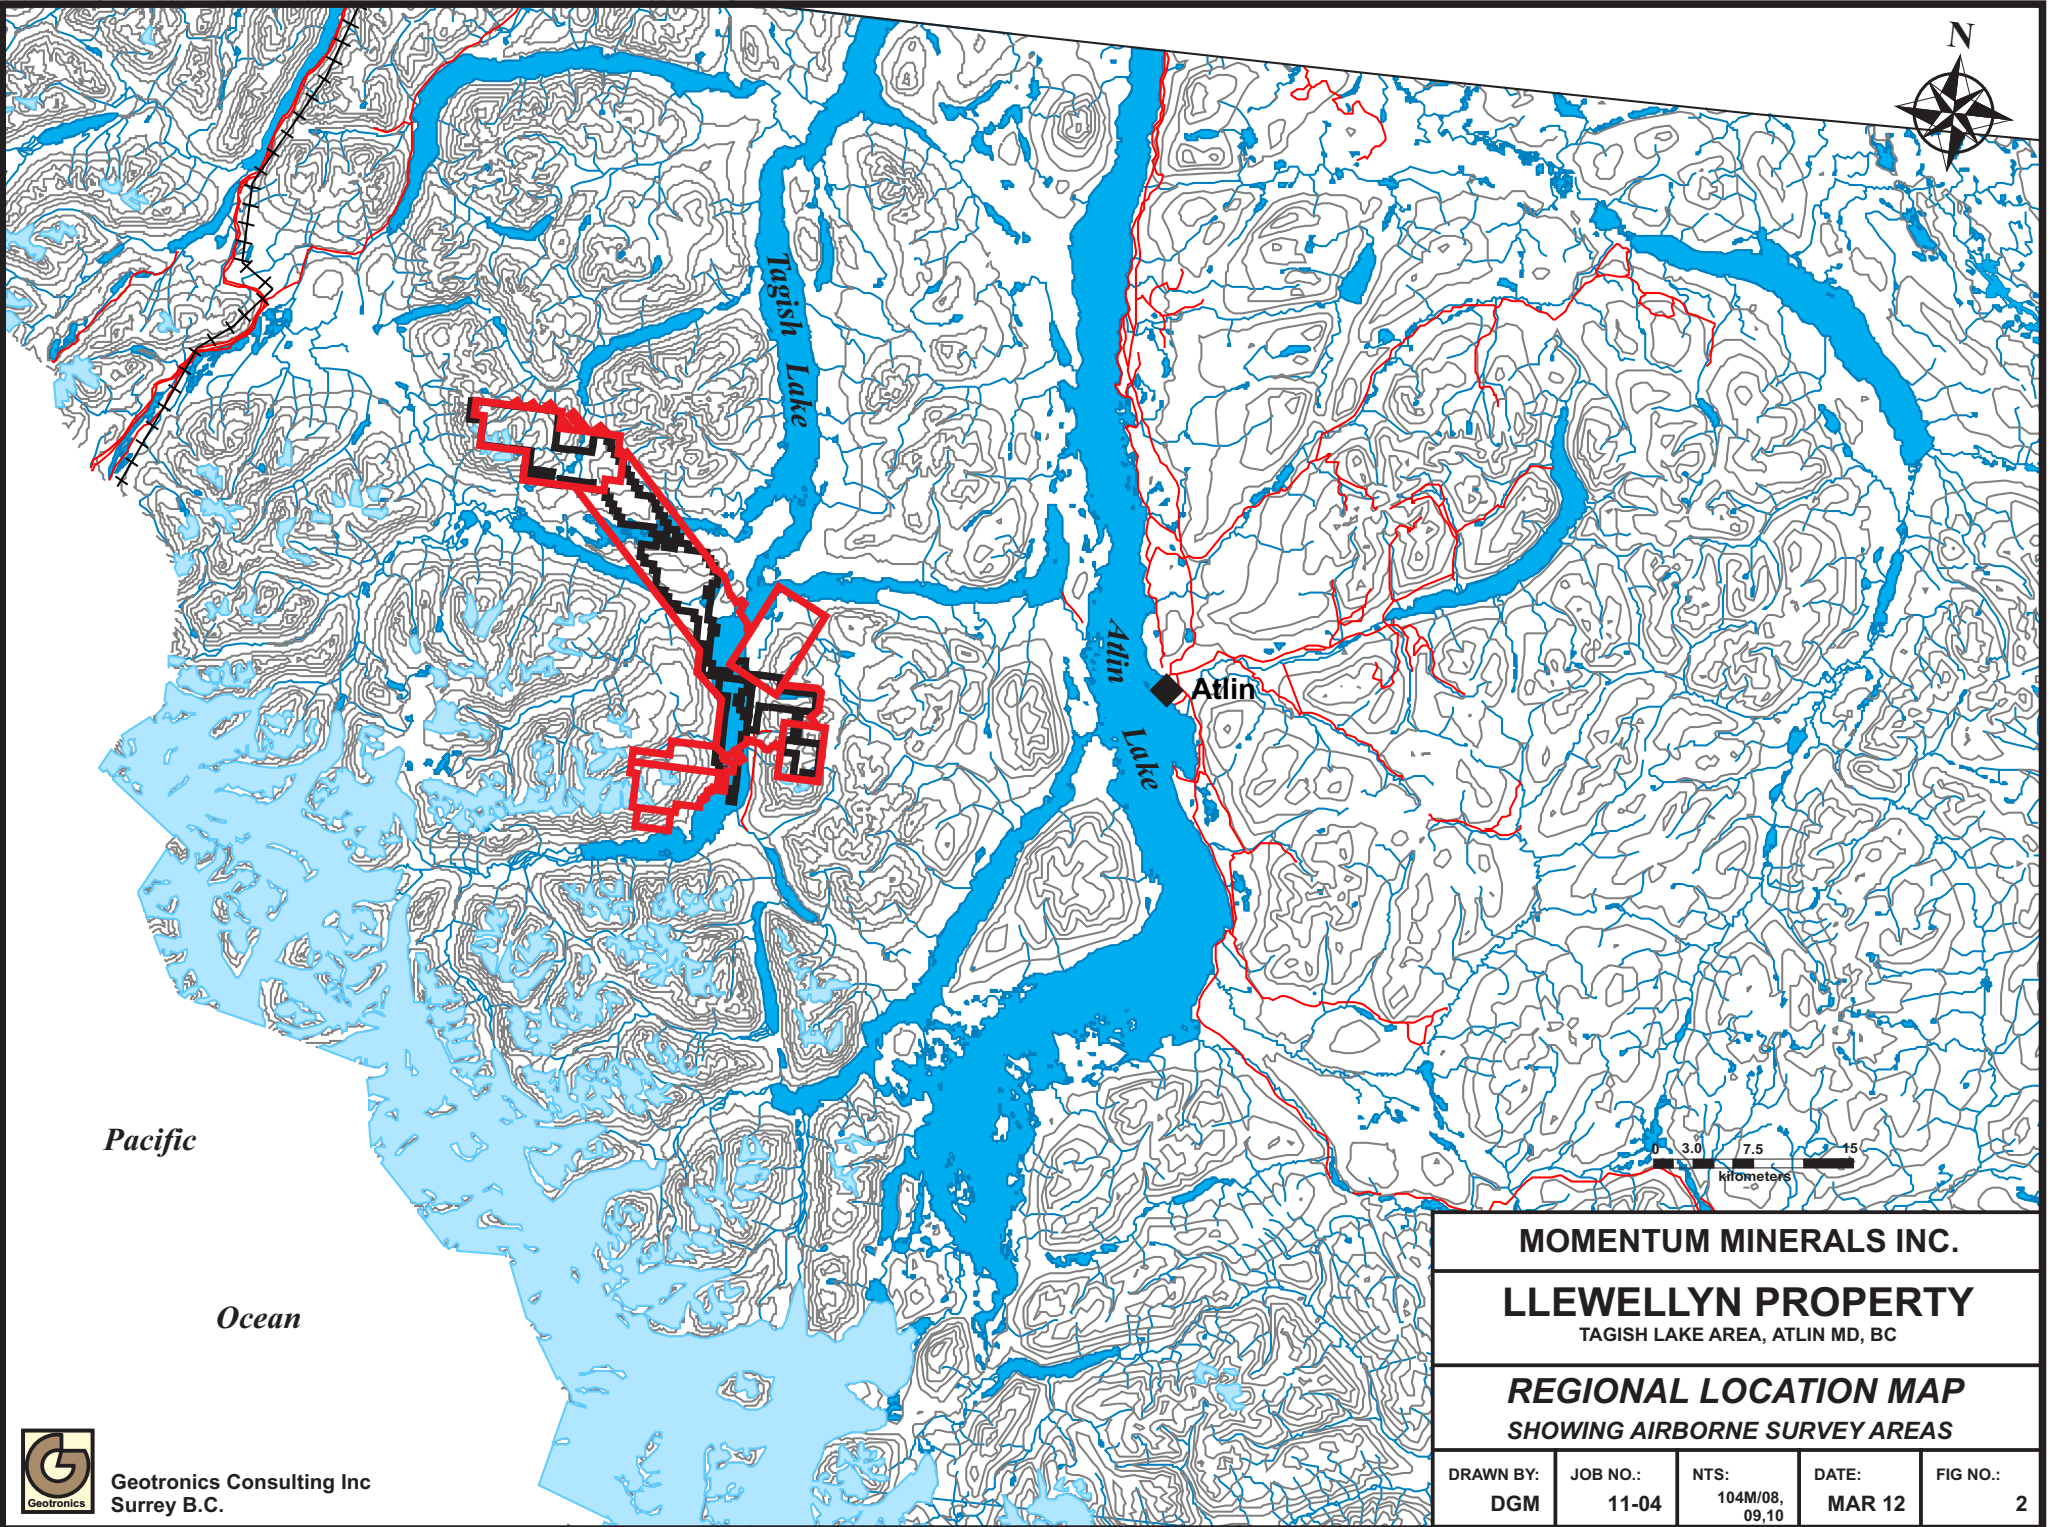 N
Tagish Lake
Atlin Lake
Atlin
Pacific
Ocean
0 3.0 7.5 15
kilometers
MOMENTUM MINERALS INC.
LLEWELLYN PROPERTY
TAGISH LAKE AREA, ATLIN MD, BC
REGIONAL LOCATION MAP
SHOWING AIRBORNE SURVEY AREAS
DRAWN BY: JOB NO.: NTS: DATE: FIG NO.:
DGM 11-04 104M/08, MAR 12 2
09,10
Geotronics
Geotronics Consulting Inc
Surrey B.C.